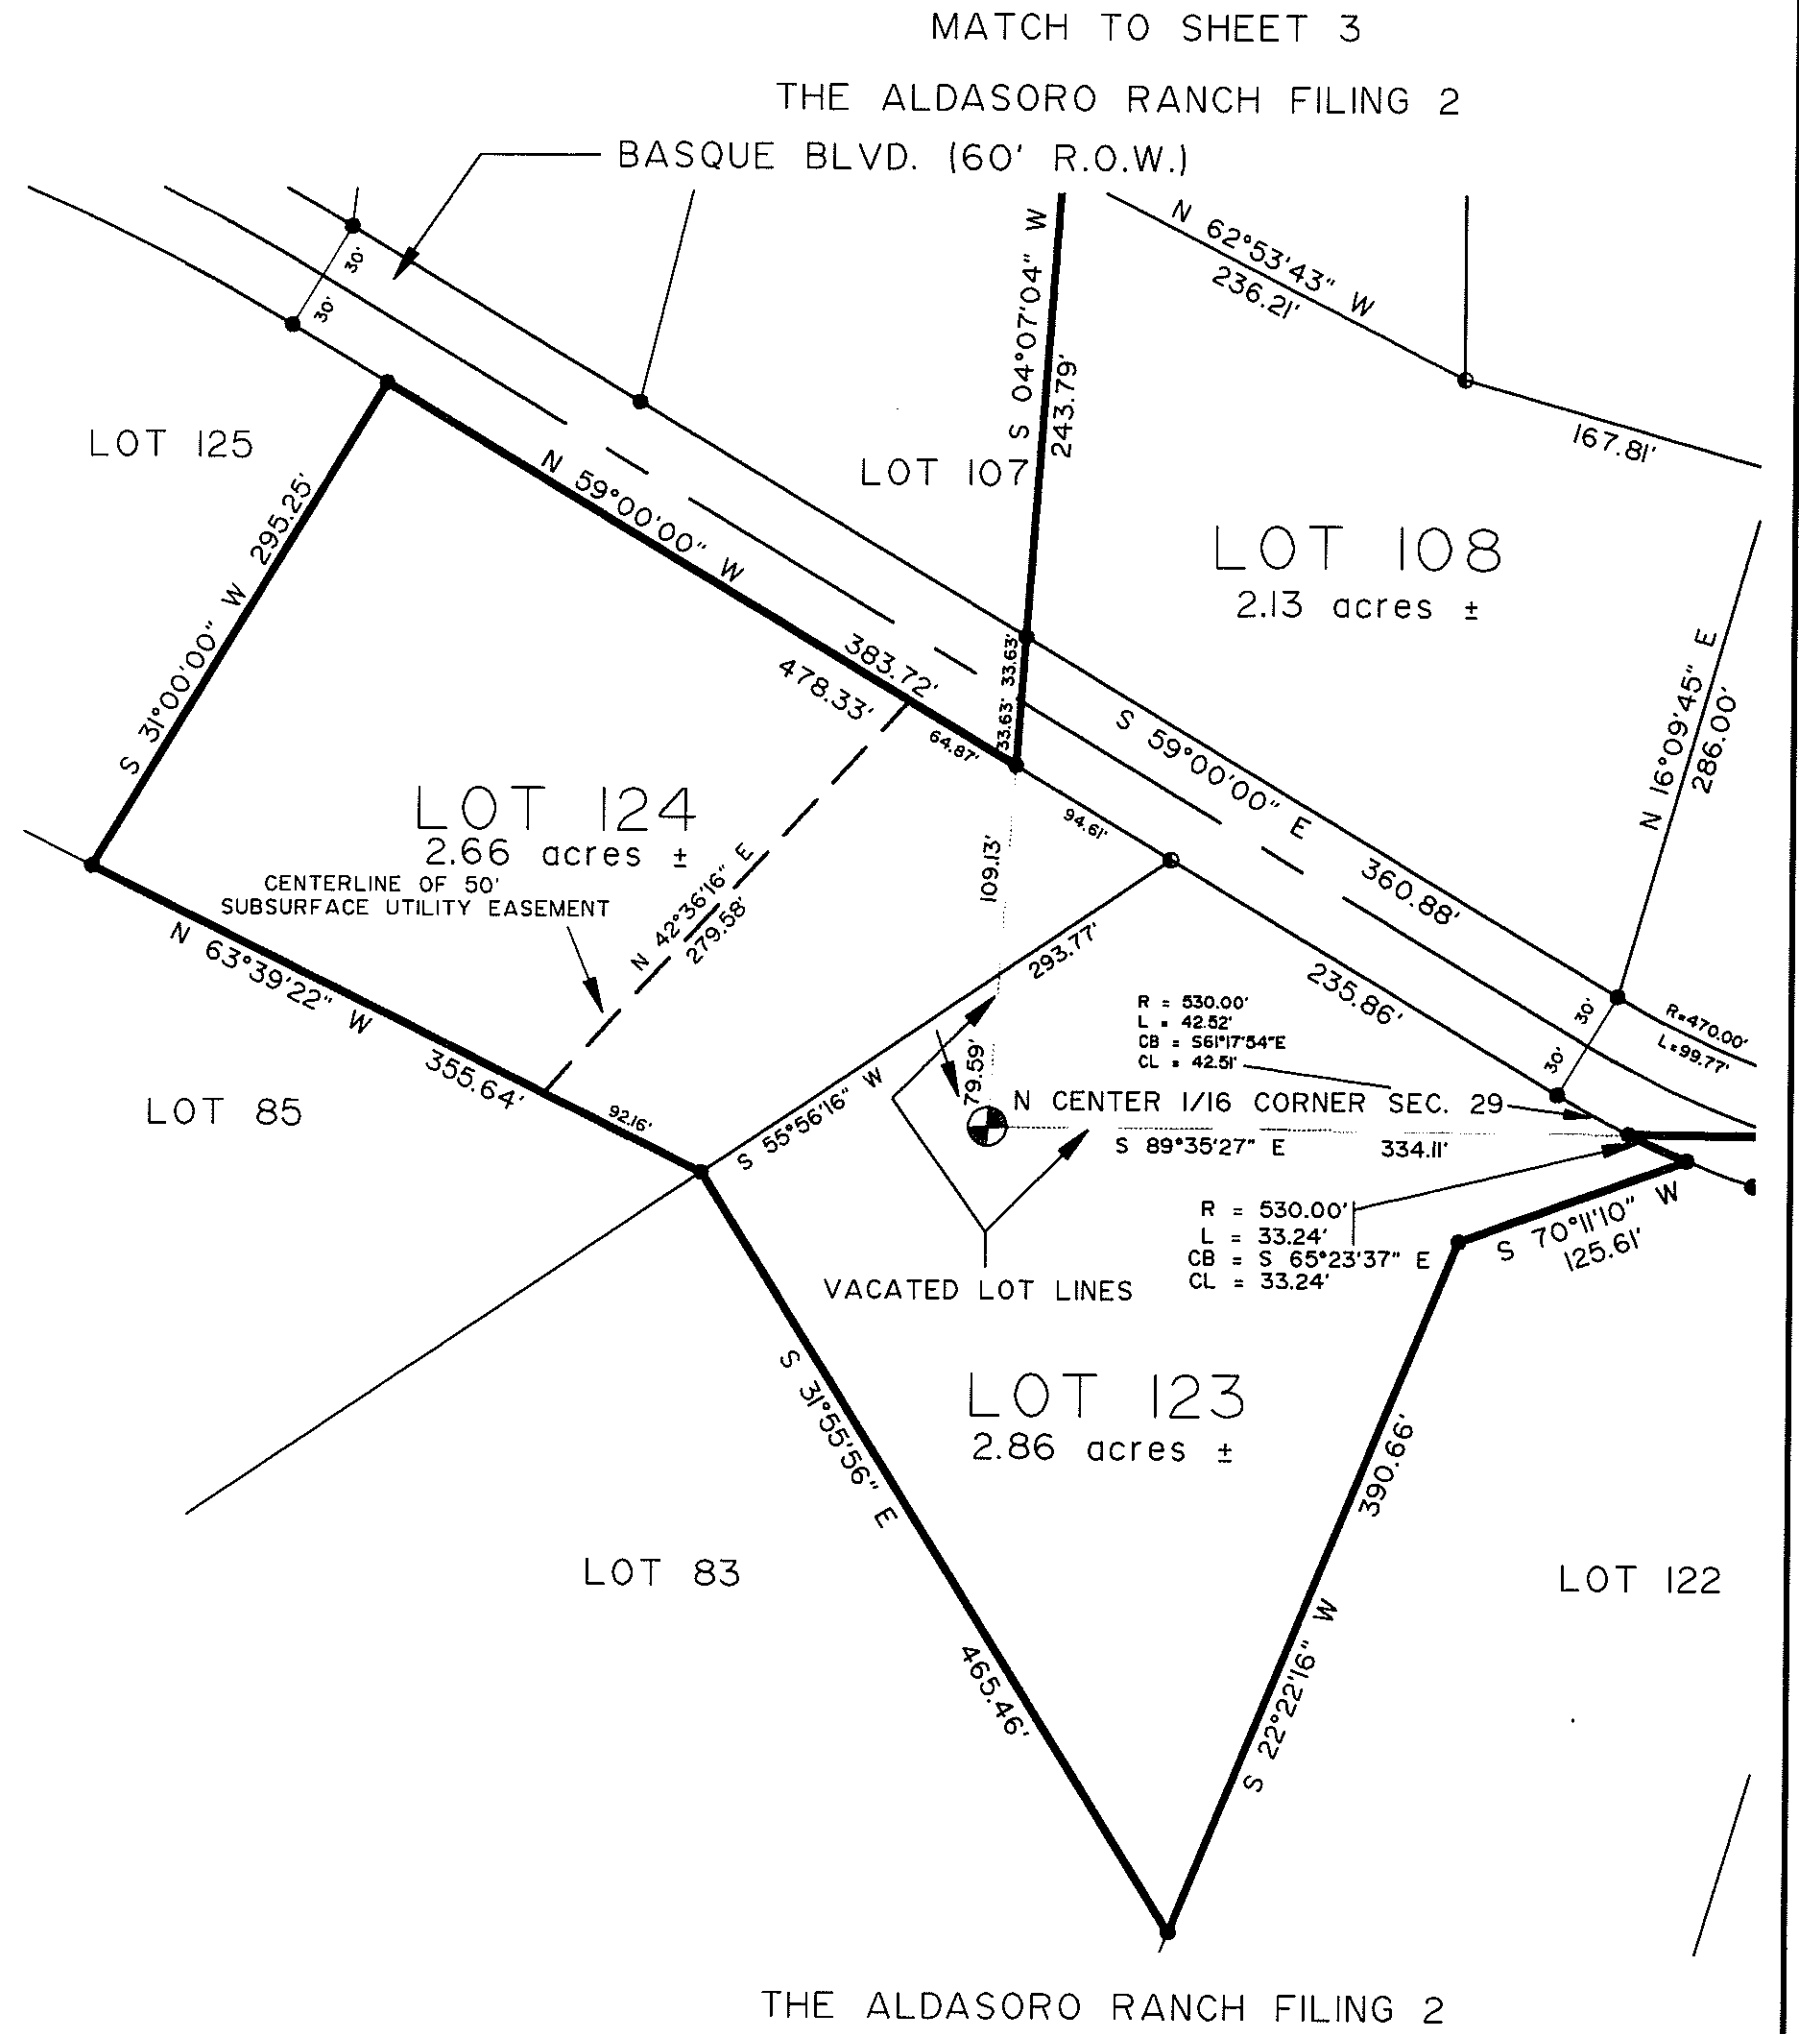 MATCH TO SHEET 3
THE ALDASORO RANCH FILING 2
BASQUE BLVD. (60' R.O.W.)
30'
30'
S 04°07'04" W
243.79'
N 62°53'43" W
236.21'
167.81'
LOT 125
LOT 107
LOT 108
2.13 acres ±
N 59°00'00" W
383.72'
478.33'
64.87'
33.63'
33.63'
S 31°00'00" W 295.25'
N 16°09'45" E
286.00'
S 59°00'00" E
360.88'
94.61'
109.13'
LOT 124
2.66 acres ±
CENTERLINE OF 50'
SUBSURFACE UTILITY EASEMENT
N 42°36'16" E
279.58'
N 63°39'22" W
355.64'
92.16'
293.77'
S 55°56'16" W
235.86'
30'
30'
R=470.00'
L=99.77'
R = 530.00'
L = 42.52'
CB = S61°17'54"E
CL = 42.51'
79.59'
N CENTER 1/16 CORNER SEC. 29
S 89°35'27" E 334.11'
LOT 85
R = 530.00'
L = 33.24'
CB = S 65°23'37" E
CL = 33.24'
S 70°11'10" W
125.61'
VACATED LOT LINES
S 31°55'56" E
465.46'
LOT 123
2.86 acres ±
390.66'
S 22°22'16" W
LOT 83
LOT 122
THE ALDASORO RANCH FILING 2